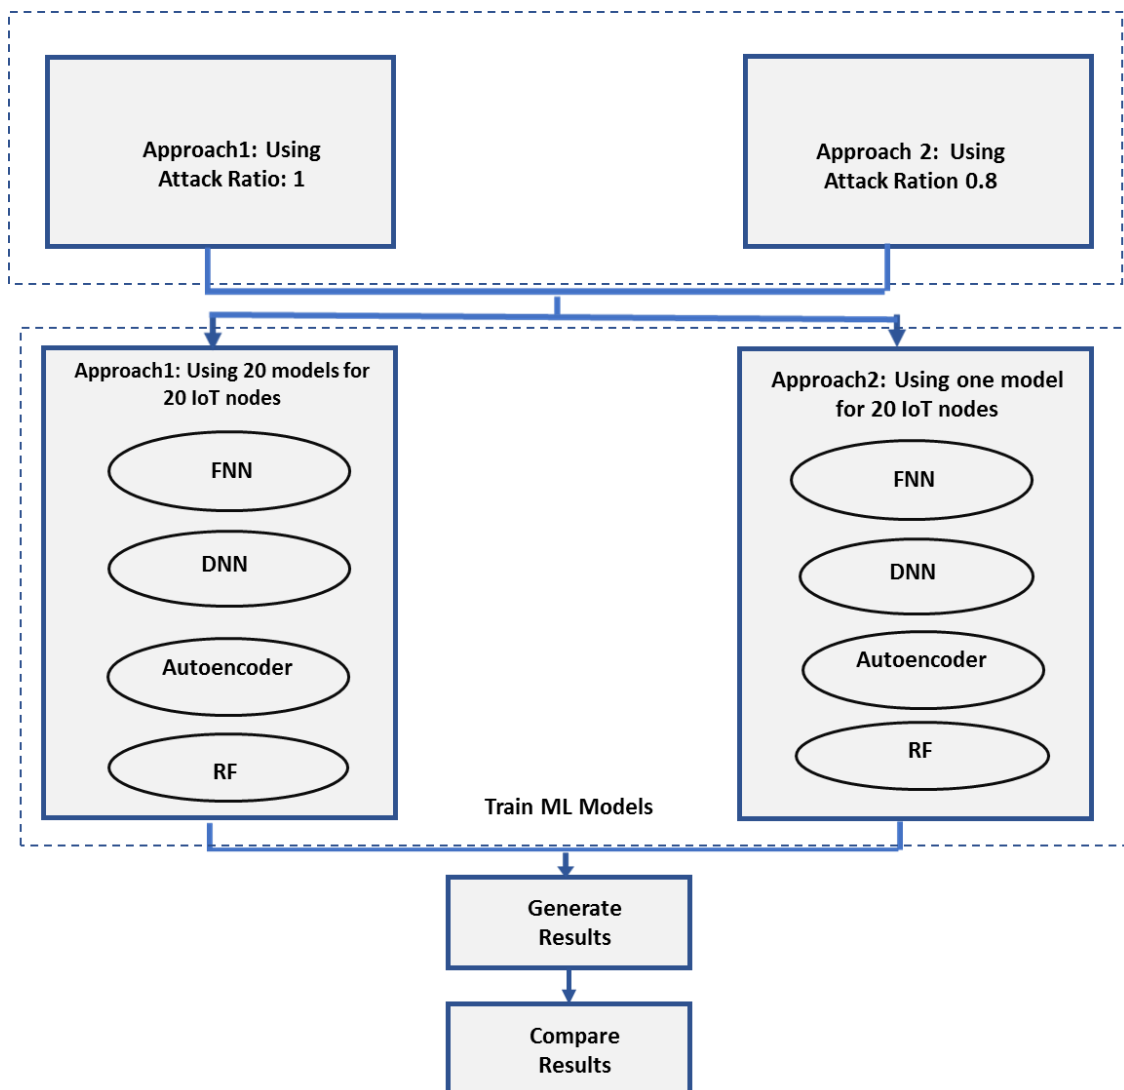 Approach1: Using
Attack Ratio: 1
Approach 2: Using
Attack Ration 0.8
Approach1: Using 20 models for
20 IoT nodes
FNN
DNN
Autoencoder
RF
Approach2: Using one model
for 20 IoT nodes
FNN
DNN
Autoencoder
RF
Train ML Models
Generate
Results
Compare
Results